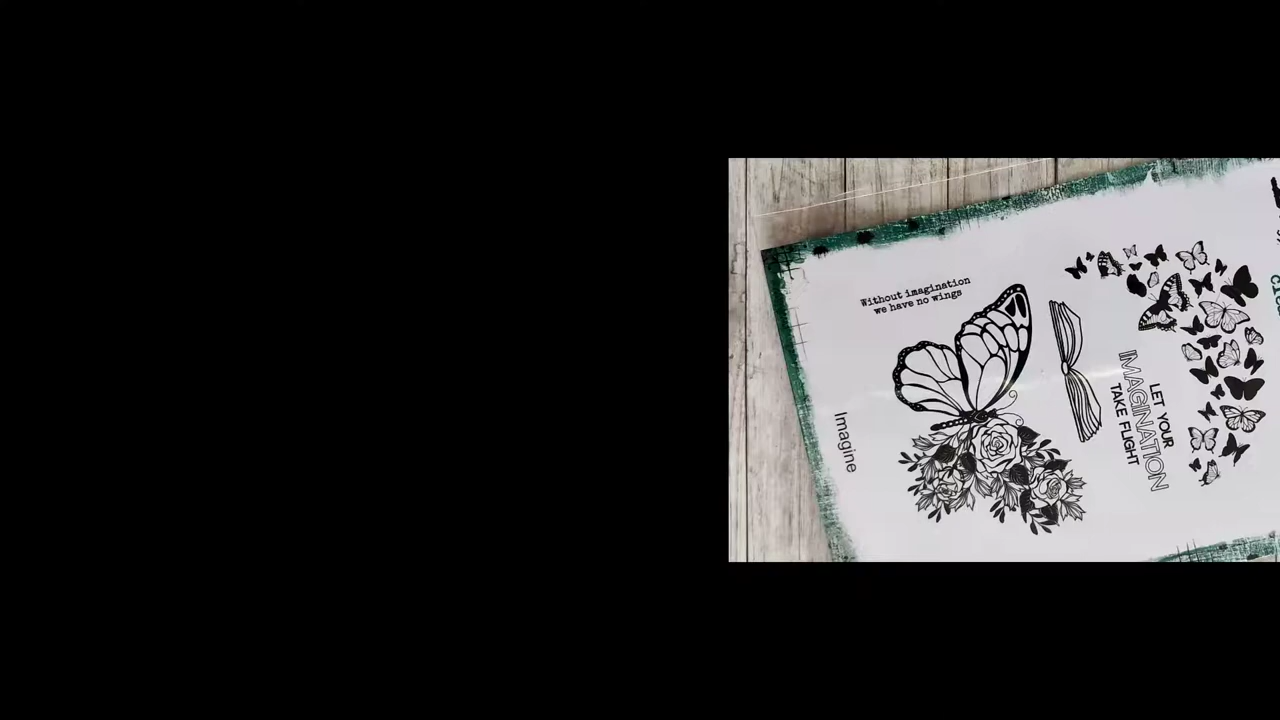 Without imagination
we have no wings
Imagine
LET YOUR
IMAGINATION
TAKE FLIGHT